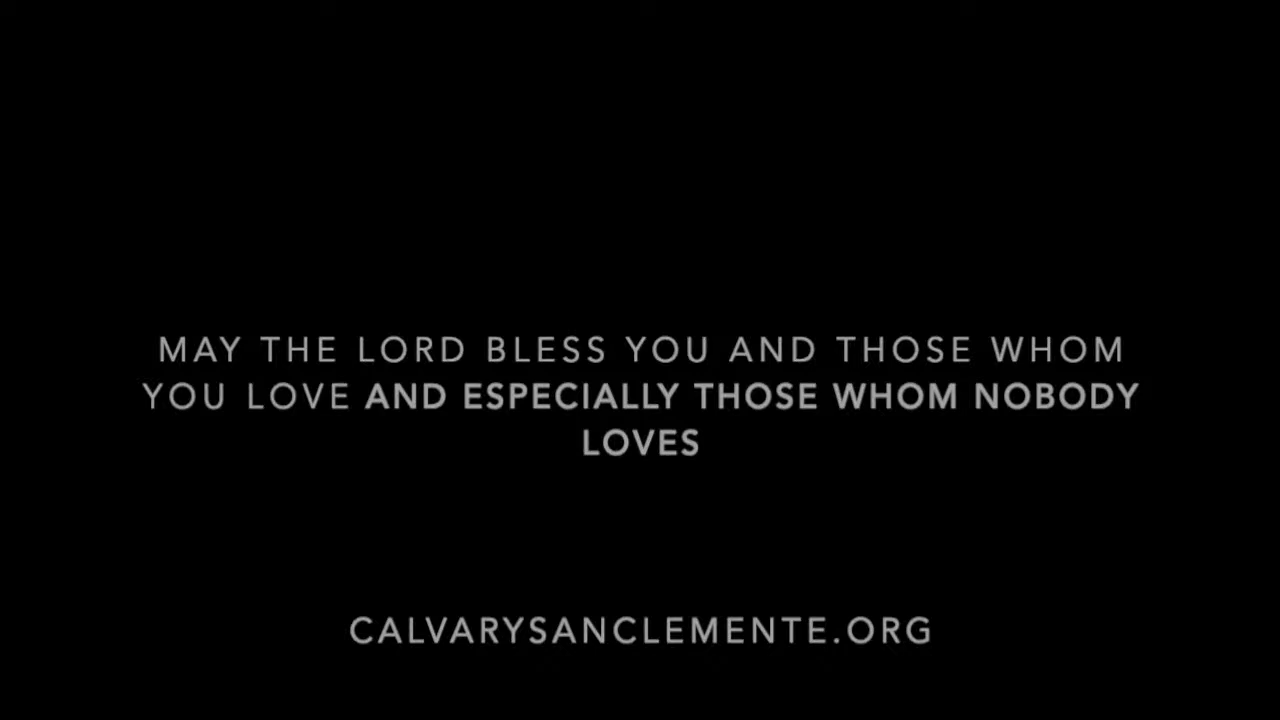 MAY THE LORD BLESS YOU AND THOSE WHOM
YOU LOVE AND ESPECIALLY THOSE WHOM NOBODY
LOVES
CALVARYSANCLEMENTE.ORG